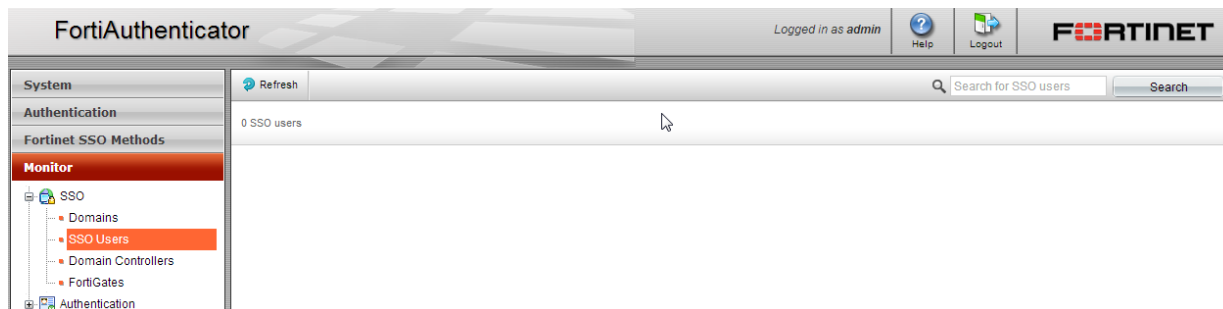 FortiAuthenticator
Logged in as admin
Help
Logout
FORTINET
System
Refresh
Search for SSO users
Search
Authentication
0 SSO users
Fortinet SSO Methods
Monitor
SSO
Domains
SSO Users
Domain Controllers
FortiGates
Authentication